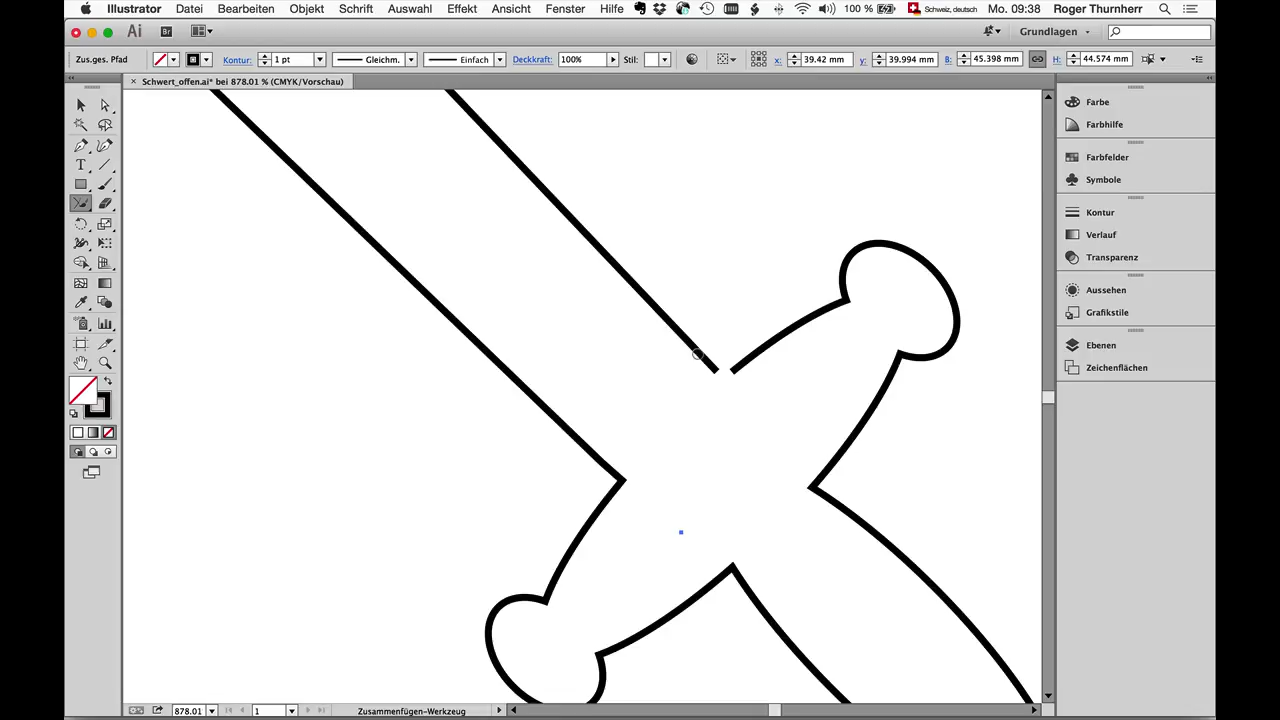 Illustrator Datei Bearbeiten Objekt Schrift Auswahl Effekt Ansicht Fenster Hilfe 100 % Schweiz, deutsch Mo. 09:38 Roger Thurnherr
Ai Br Grundlagen
Zus.ges. Pfad Kontur: 1 pt Gleichm. Einfach Deckkraft: 100% Stil: x: 39.42 mm y: 39.994 mm B: 45.398 mm H: 44.574 mm
× Schwert_offen.ai* bei 878.01 % (CMYK/Vorschau)
Farbe
Farbhilfe
Farbfelder
Symbole
Kontur
Verlauf
Transparenz
Aussehen
Grafikstile
Ebenen
Zeichenflächen
T
878.01 1 Zusammenfügen-Werkzeug